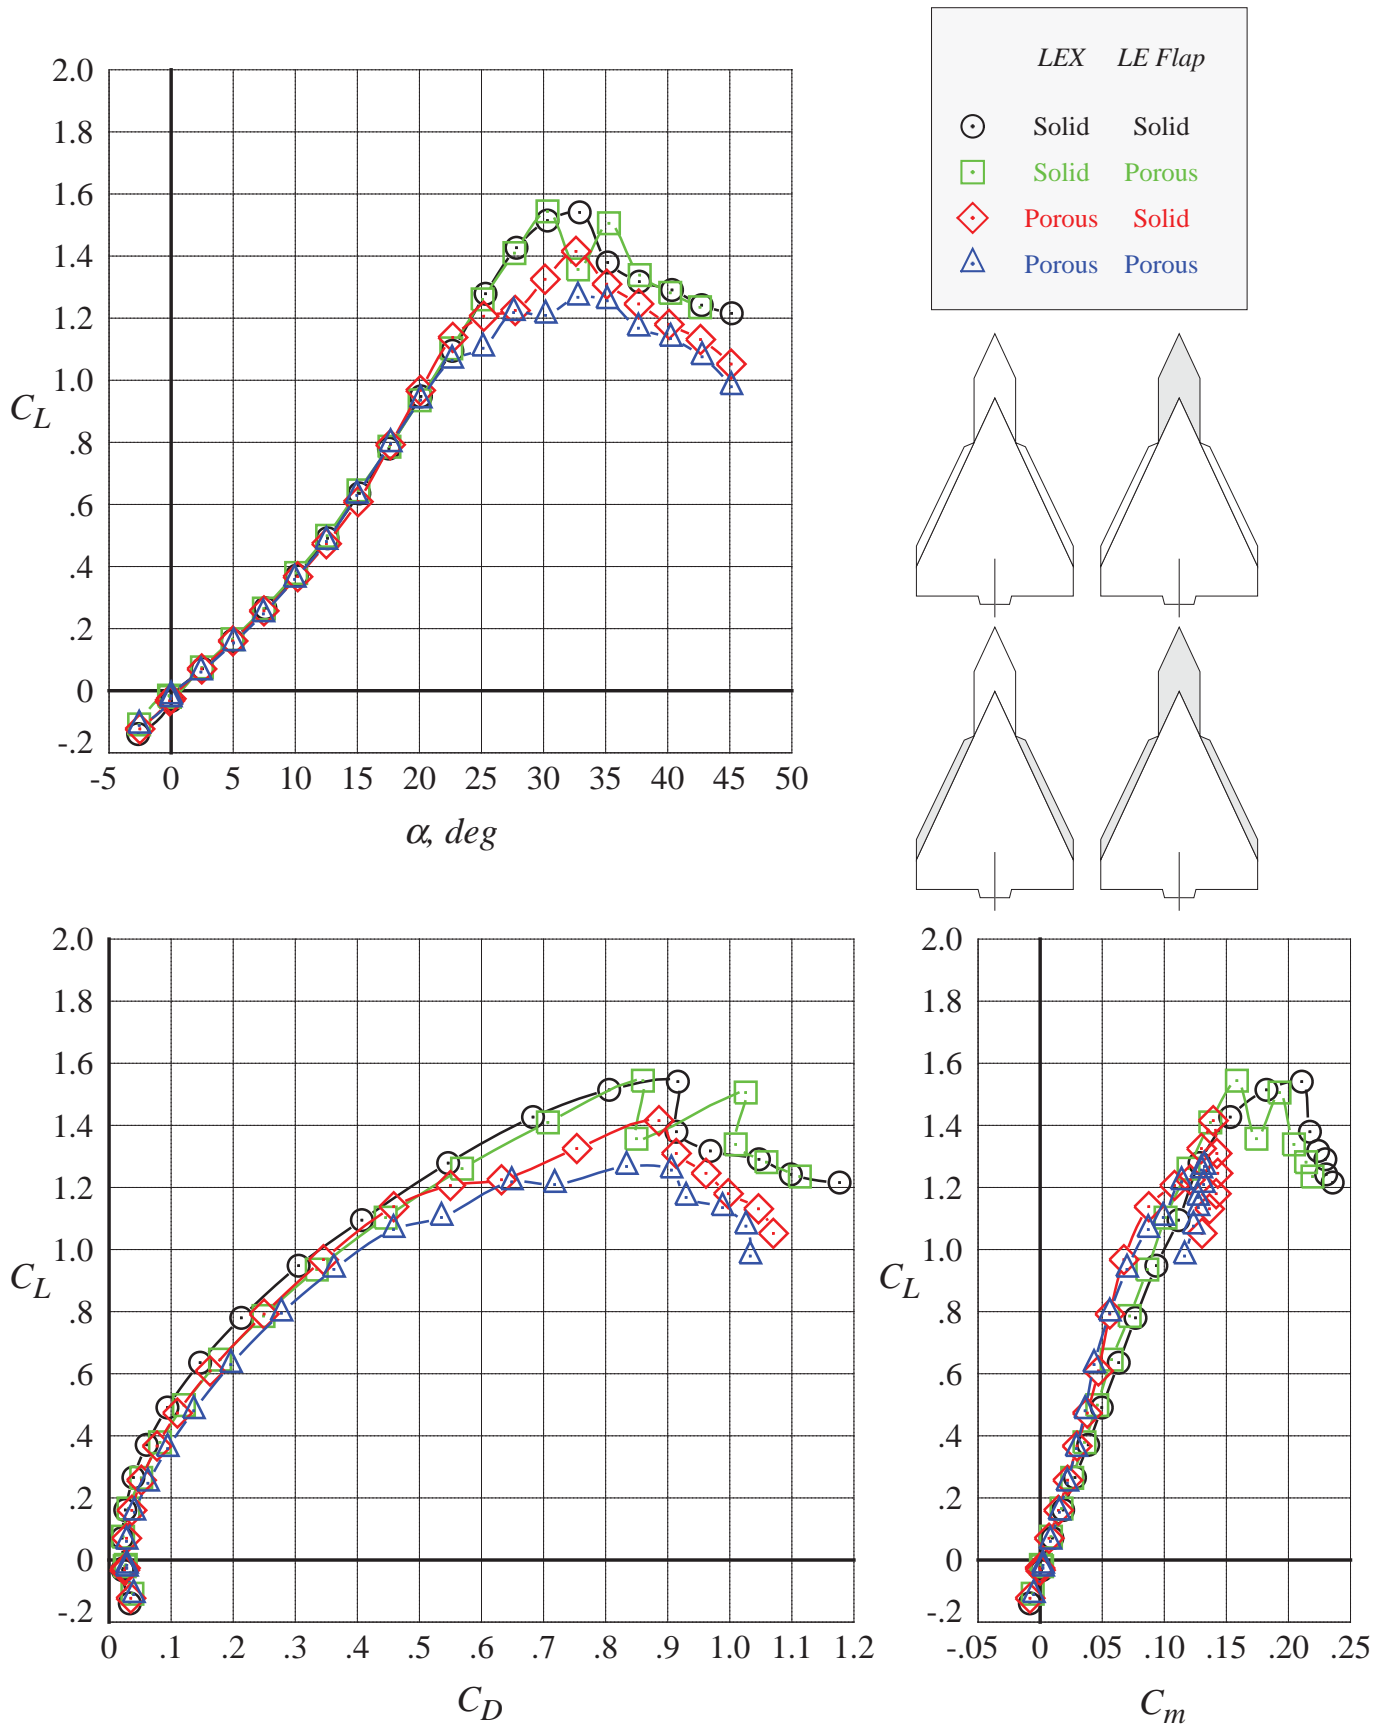 LEX LE Flap
Solid Solid
Solid Porous
Porous Solid
Porous Porous
2.0
1.8
1.6
1.4
1.2
1.0
.8
.6
.4
.2
0
-.2
C_L
-5 0 5 10 15 20 25 30 35 40 45 50
α, deg
2.0
1.8
1.6
1.4
1.2
1.0
.8
.6
.4
.2
0
-.2
C_L
0 .1 .2 .3 .4 .5 .6 .7 .8 .9 1.0 1.1 1.2
C_D
2.0
1.8
1.6
1.4
1.2
1.0
.8
.6
.4
.2
0
-.2
C_L
-.05 0 .05 .10 .15 .20 .25
C_m